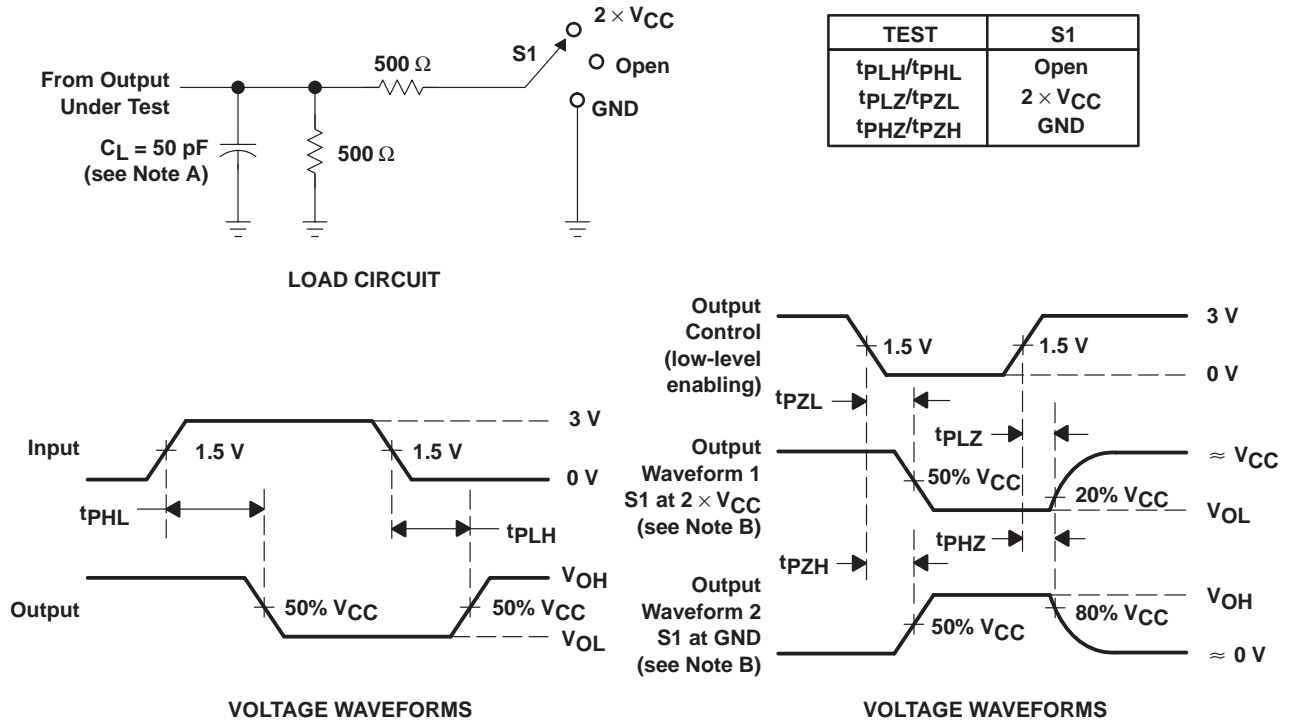 2 × VCC
S1
Open
GND
500 Ω
From Output
Under Test
CL = 50 pF
(see Note A)
500 Ω
LOAD CIRCUIT
TEST S1
tPLH/tPHL Open
tPLZ/tPZL 2 × VCC
tPHZ/tPZH GND
Input
1.5 V
1.5 V
3 V
0 V
tPHL
tPLH
Output
50% VCC
50% VCC
VOH
VOL
VOLTAGE WAVEFORMS
Output
Control
(low-level
enabling)
1.5 V
1.5 V
3 V
0 V
tPZL
tPLZ
Output
Waveform 1
S1 at 2 × VCC
(see Note B)
50% VCC
20% VCC
≈ VCC
VOL
tPZH
tPHZ
Output
Waveform 2
S1 at GND
(see Note B)
50% VCC
80% VCC
VOH
≈ 0 V
VOLTAGE WAVEFORMS